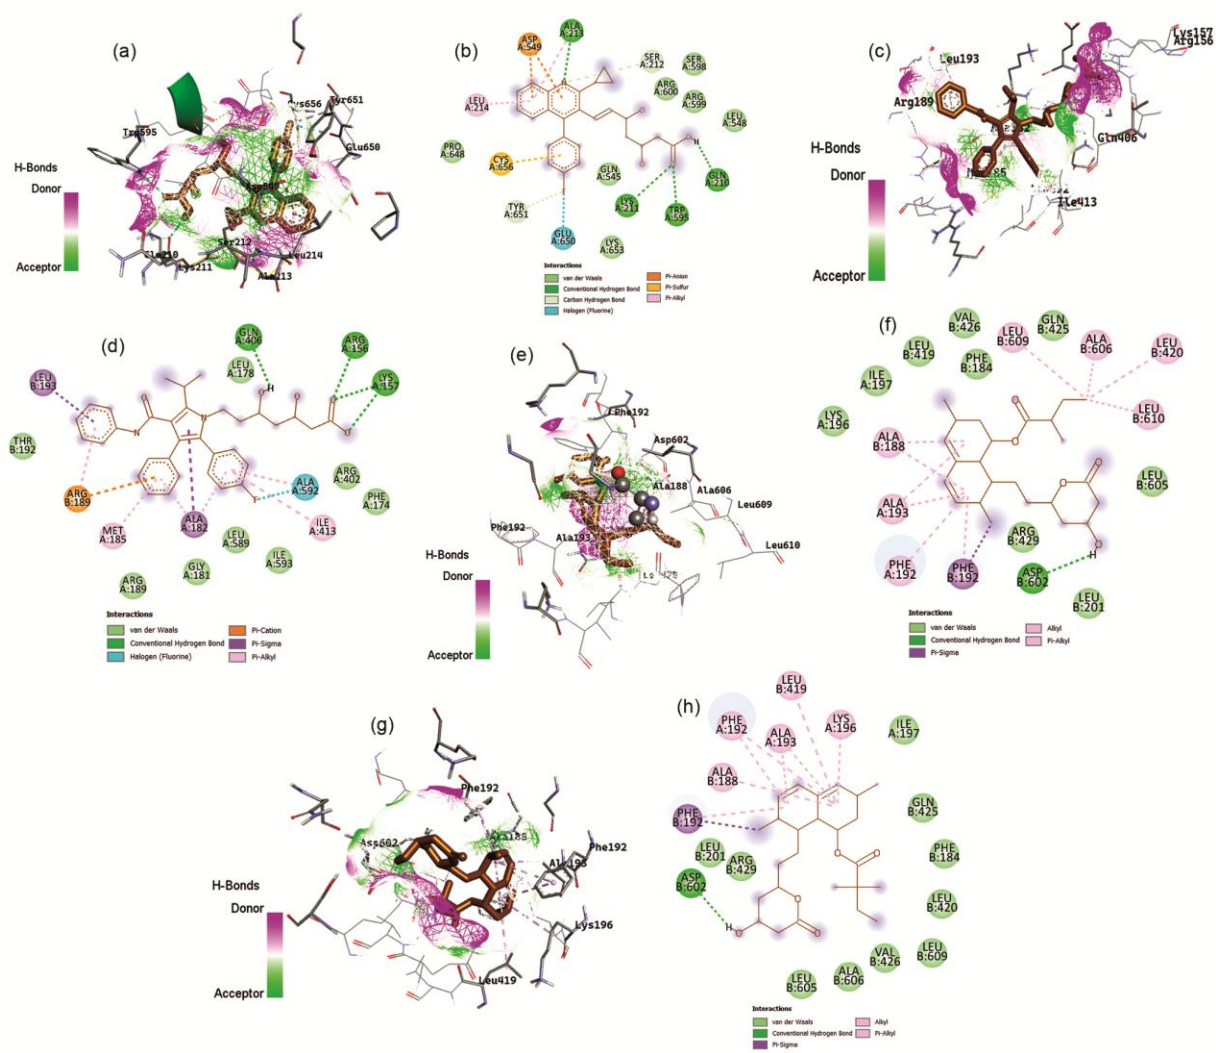 (a)
Cys656
Tyr651
Trp595
Glu650
Asp600
H-Bonds
Donor
Acceptor
Ser212
Gln210
Lys211
Leu214
Ala213
(b)
ASP
A:549
ALA
A:213
SER
A:212
SER
A:598
ARG
A:600
ARG
A:599
LEU
A:214
LEU
A:548
PRO
A:648
CYS
A:656
GLN
A:545
H
GLN
A:210
LYS
A:211
TRP
A:595
TYR
A:651
GLU
A:650
LYS
A:653
Interactions
van der Waals
Conventional Hydrogen Bond
Carbon Hydrogen Bond
Halogen (Fluorine)
Pi-Anion
Pi-Sulfur
Pi-Alkyl
(c)
Lys157
Arg156
Leu193
Arg189
Gln406
H-Bonds
Donor
Acceptor
Ile413
(d)
GLN
A:406
ARG
A:156
LEU
A:178
LEU
B:193
LYS
A:157
H
O
N
THR
B:192
ARG
B:189
ALA
A:592
ARG
A:402
PHE
A:174
MET
A:185
ALA
A:182
LEU
A:589
ILE
A:413
ILE
A:593
ARG
A:189
GLY
A:181
Interactions
van der Waals
Conventional Hydrogen Bond
Halogen (Fluorine)
Pi-Cation
Pi-Sigma
Pi-Alkyl
(e)
Phe192
Asp602
Ala188
Ala606
Leu609
Phe192
Ala193
Leu610
H-Bonds
Donor
Acceptor
(f)
VAL
B:426
GLN
B:425
LEU
B:609
ALA
B:606
LEU
B:420
LEU
B:419
PHE
B:184
ILE
A:197
LYS
A:196
LEU
B:610
ALA
B:188
O
LEU
B:605
ALA
A:193
ARG
B:429
PHE
A:192
PHE
B:192
ASP
B:602
H
LEU
B:201
Interactions
van der Waals
Conventional Hydrogen Bond
Pi-Sigma
Alkyl
Pi-Alkyl
(g)
Phe192
Ala188
Phe192
Ala193
H-Bonds
Donor
Acceptor
Lys196
Leu419
(h)
LEU
B:419
PHE
A:192
ALA
A:193
LYS
A:196
ILE
A:197
ALA
B:188
PHE
B:192
GLN
B:425
LEU
B:201
ARG
B:429
PHE
B:184
ASP
B:602
O
H
LEU
B:420
VAL
B:426
LEU
B:609
LEU
B:605
ALA
B:606
Interactions
van der Waals
Conventional Hydrogen Bond
Pi-Sigma
Alkyl
Pi-Alkyl